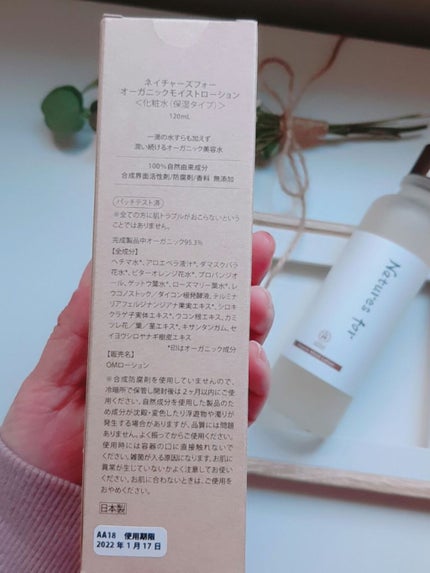 ネイチャーズフォー
オーガニックモイストローション
<化粧水(保湿タイプ)>
120mL
一滴の水すらも加えず
潤い続けるオーガニック美容水
100%自然由来成分
合成界面活性剤/防腐剤/香料 無添加
パッチテスト済
※全ての方に肌トラブルがおこらないという
ことではありません。
完成製品中オーガニック95.3%
【全成分】
ヘチマ水*、アロエベラ液汁*、ダマスクバラ
花水*、ビターオレンジ花水*、プロパンジオ
ール、ゲットウ葉水*、ローズマリー葉水*、レ
ウコノストック/ダイコン根発酵液、テルミナリ
アフェルジナンジアナ果実エキス*、シロキ
クラゲ子実体エキス*、ウコン根エキス、カミ
ツレ花/葉/茎エキス*、キサンタンガム、セ
イヨウシロヤナギ樹皮エキス
*印はオーガニック成分
【販売名】
OMローション
※合成防腐剤を使用していませんので、
冷暗所で保管し開封後は2ヶ月以内にご使
用ください。自然成分を使用した製品のた
め成分が沈殿・変色したり浮遊物や濁りが
発生する場合がありますが、品質には問題
ありません。よく振ってからご使用ください。
使用時には容器の口に直接触れないで
ください。雑菌が入る原因になります。お肌に
異常が生じていないかよく注意してお使い
ください。お肌に合わないときは、ご使用を
おやめください。
日本製
AA18 使用期限
2022年1月17日
Natures for